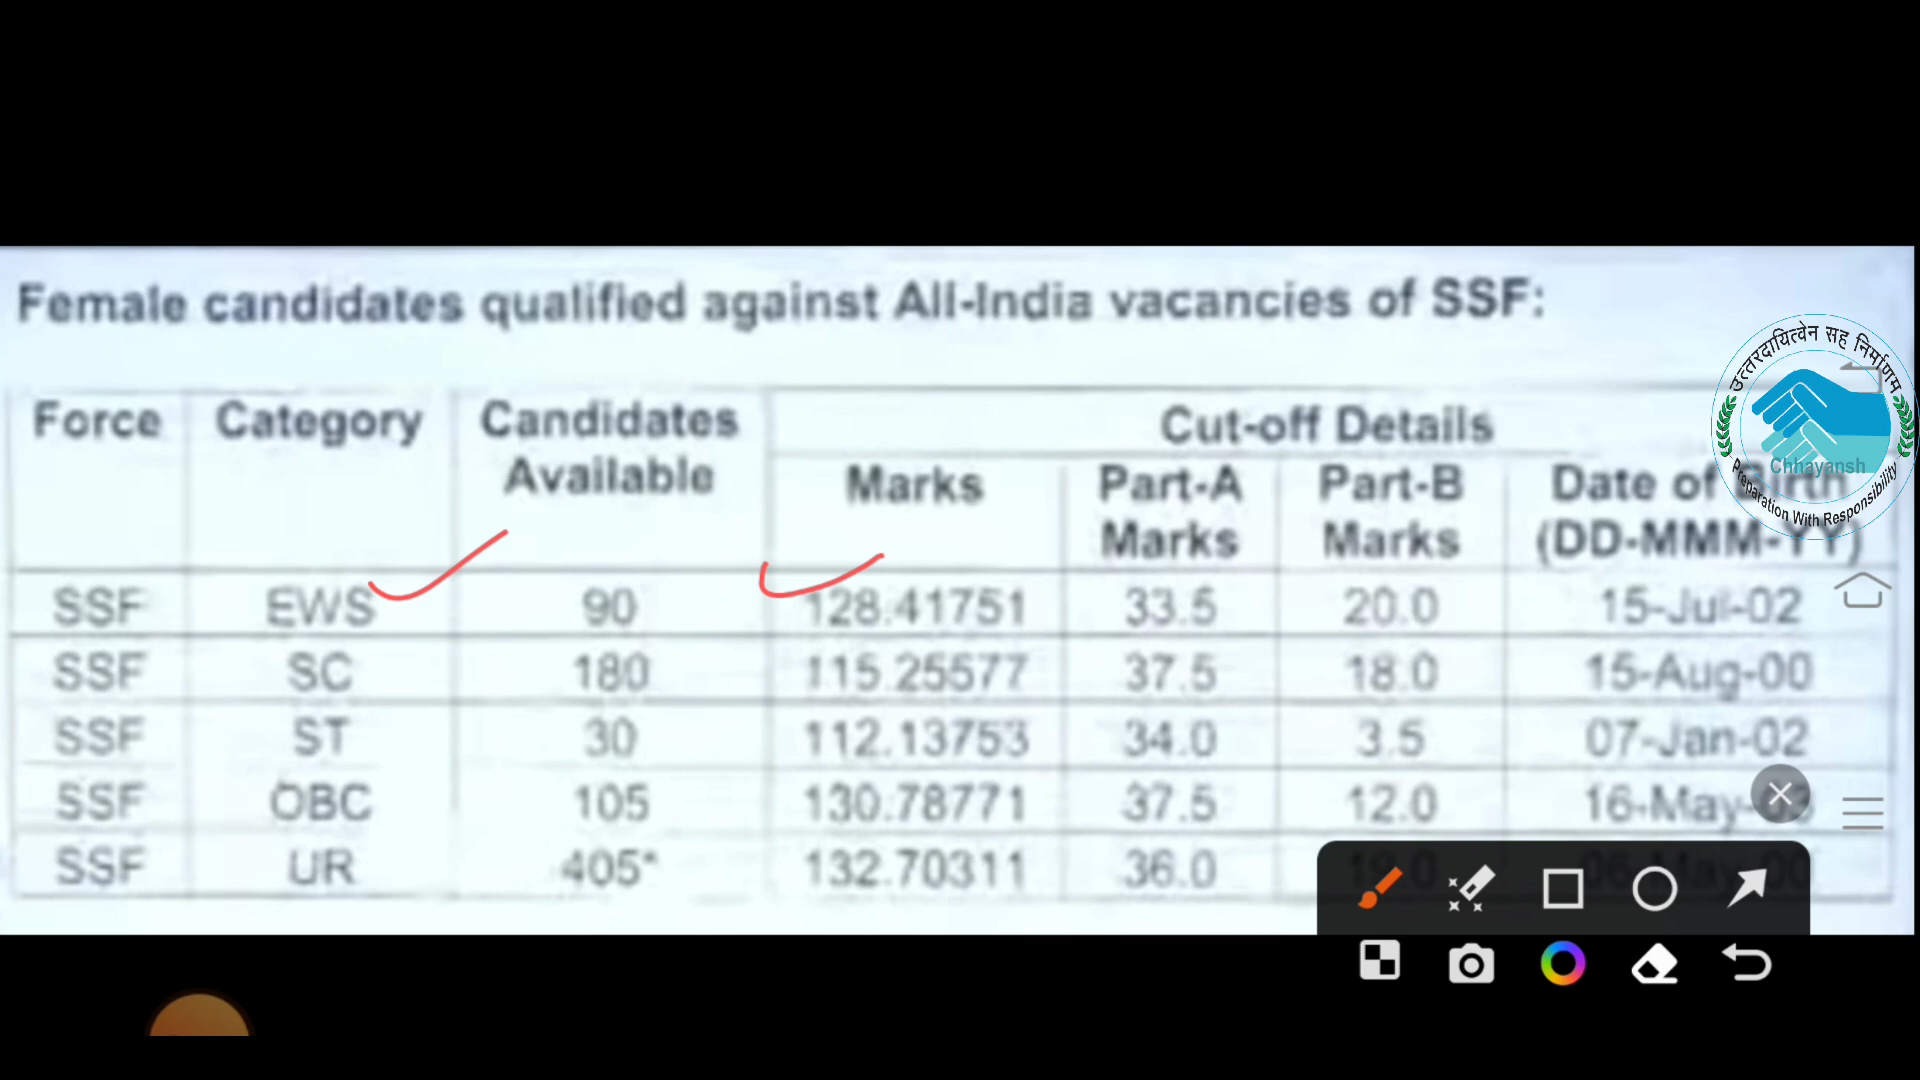 Female candidates qualified against All-India vacancies of SSF:
उत्तरदायित्वेन सह निर्माणम
Chhayansh
Preparation With Responsibility
Force Category Candidates Available Cut-off Details
Marks Part-A Marks Part-B Marks Date of Birth (DD-MMM-YY)
SSF EWS 90 128.41751 33.5 20.0 15-Jul-02
SSF SC 180 115.25577 37.5 18.0 15-Aug-00
SSF ST 30 112.13753 34.0 3.5 07-Jan-02
SSF OBC 105 130.78771 37.5 12.0 16-May-03
SSF UR 405* 132.70311 36.0